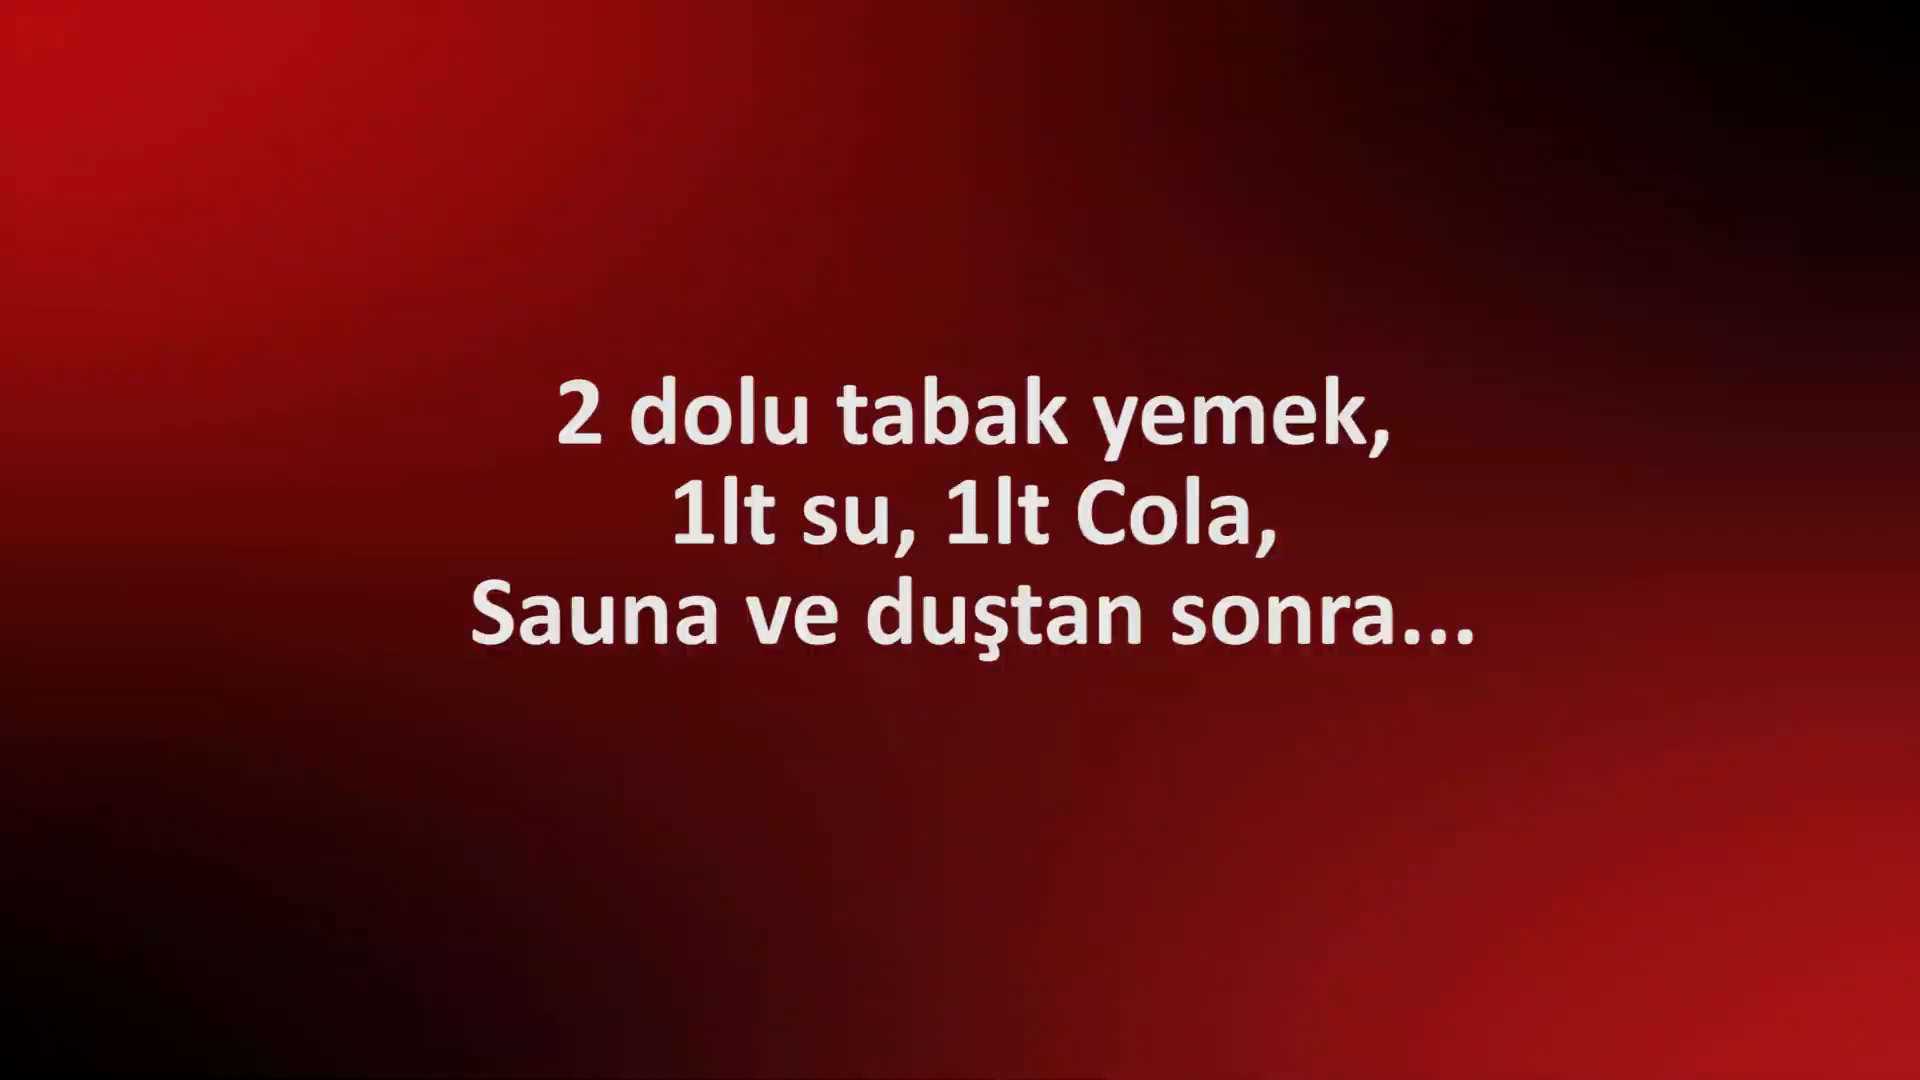 2 dolu tabak yemek,
1lt su, 1lt Cola,
Sauna ve duştan sonra...